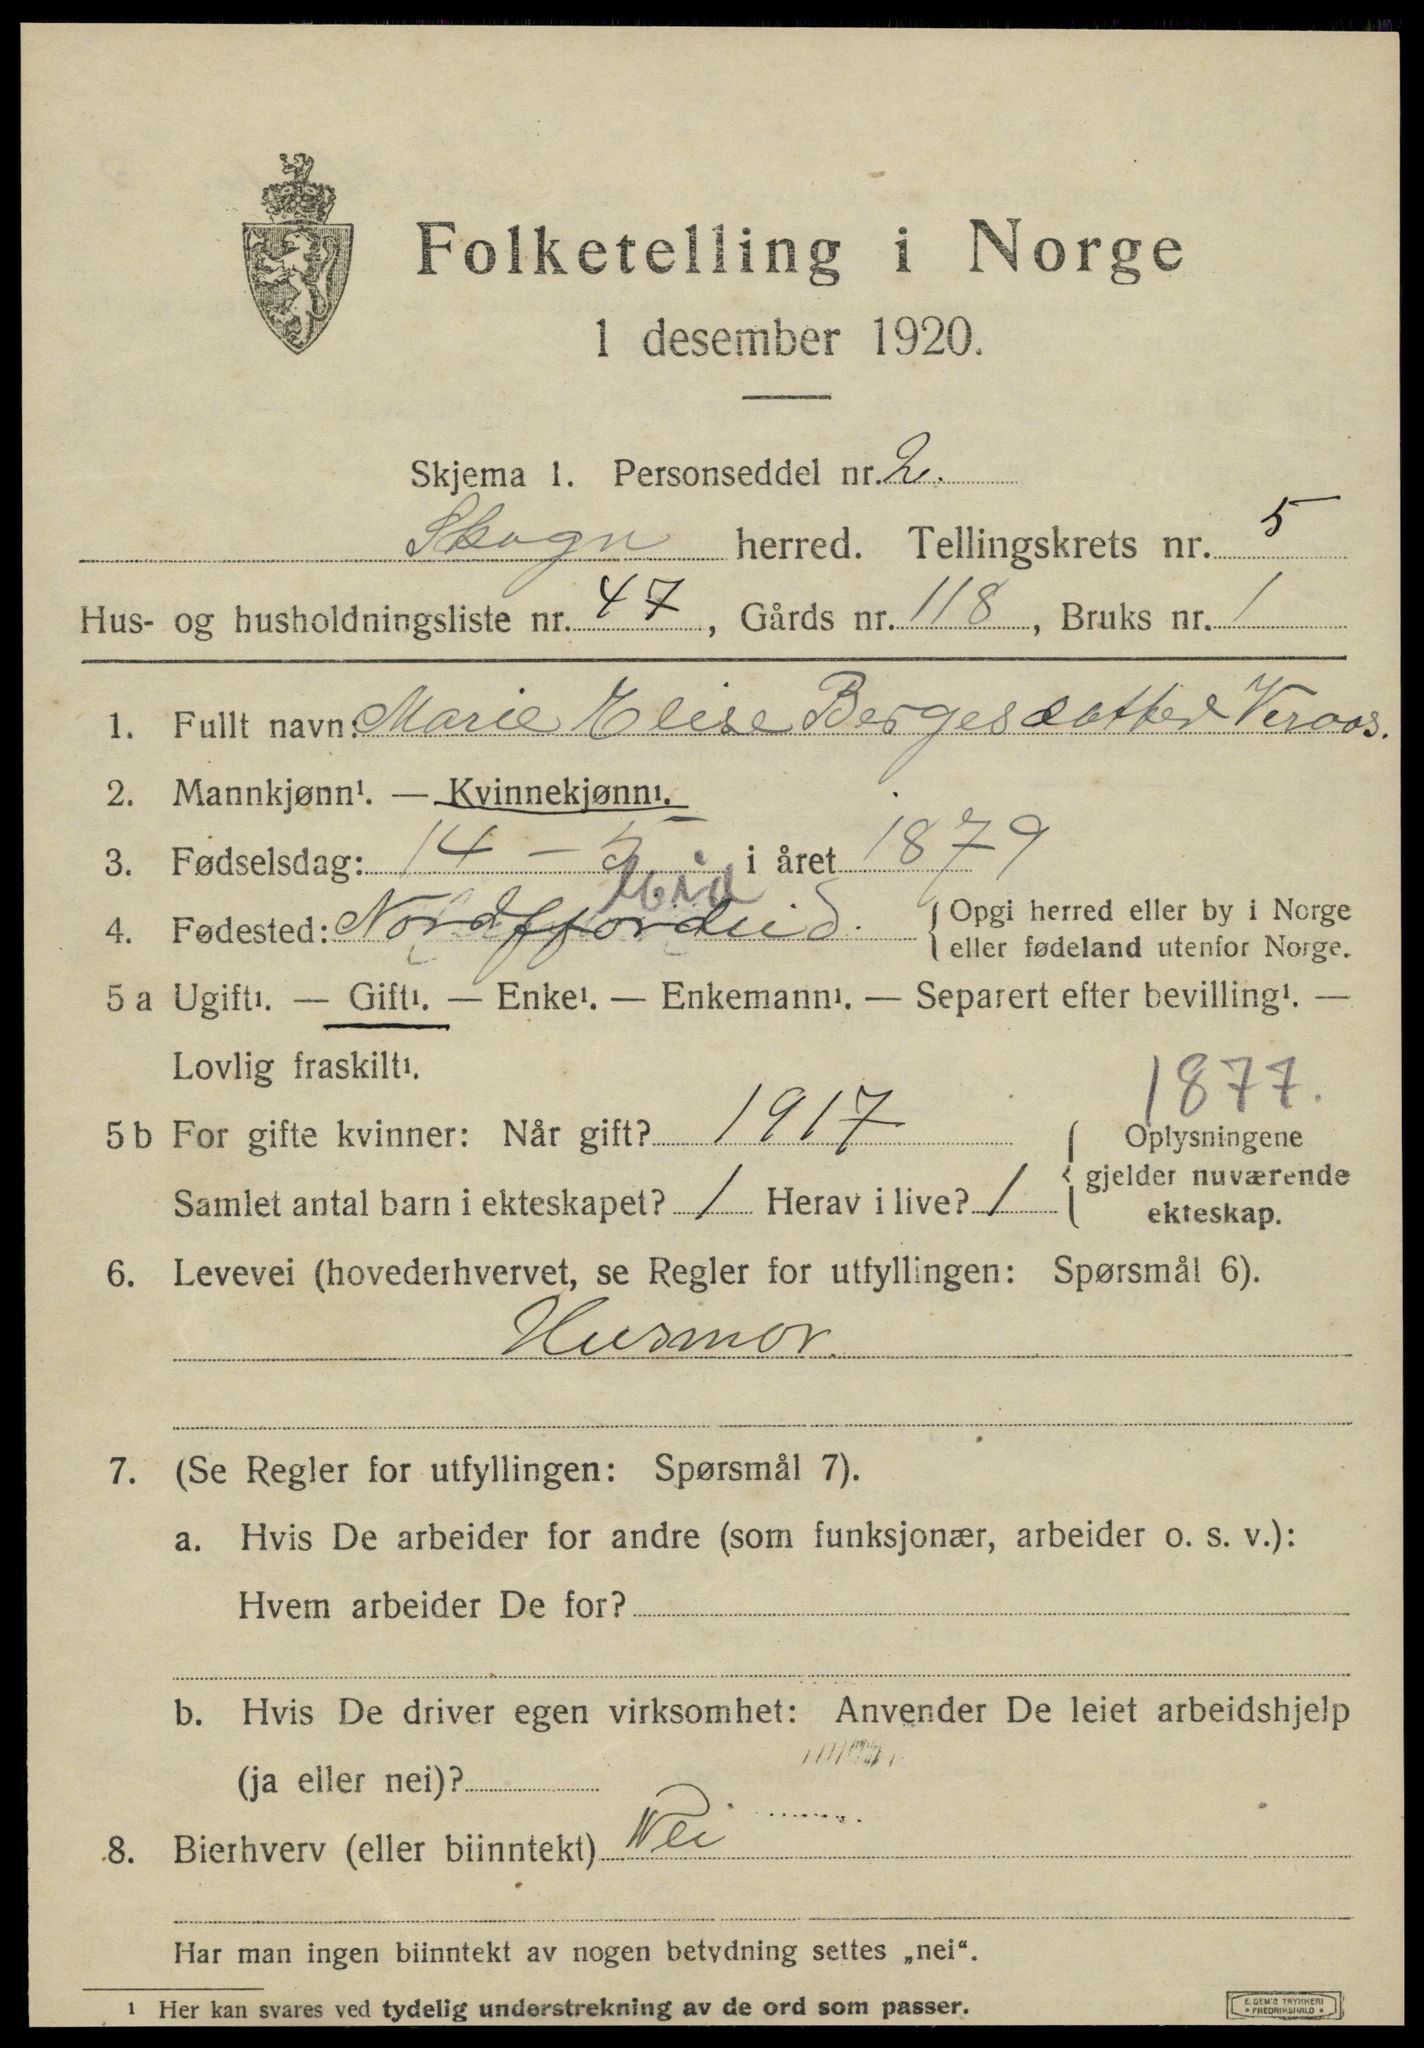 Folketelling i Norge
1 desember 1920.
Skjema 1. Personseddel nr. 2.
Skogn herred. Tellingskrets nr. 5
Hus- og husholdningsliste nr. 47, Gårds nr. 118, Bruks nr. 1
1. Fullt navn: Marie Elise Bergesdatter Veraas.
2. Mannkjønn¹. — Kvinnekjønn¹.
3. Fødselsdag: 14 – 5 i året 1879
Eid
4. Fødested: Nordffjordeid. { Opgi herred eller by i Norge
eller fødeland utenfor Norge.
5 a Ugift¹. — Gift¹. — Enke¹. — Enkemann¹. — Separert efter bevilling¹. —
Lovlig fraskilt¹.
1877.
5 b For gifte kvinner: Når gift? 1917 { Oplysningene
gjelder nuværende
Samlet antal barn i ekteskapet? 1 Herav i live? 1 ekteskap.
6. Levevei (hovederhvervet, se Regler for utfyllingen: Spørsmål 6).
Husmor.
7. (Se Regler for utfyllingen: Spørsmål 7).
a. Hvis De arbeider for andre (som funksjonær, arbeider o. s. v.):
Hvem arbeider De for?
b. Hvis De driver egen virksomhet: Anvender De leiet arbeidshjelp
(ja eller nei)?
8. Bierhverv (eller biinntekt) Nei
Har man ingen biinntekt av nogen betydning settes „nei".
¹ Her kan svares ved tydelig understrekning av de ord som passer.
E. SEM'S TRYKKERI
• FREDRIKSHALD •